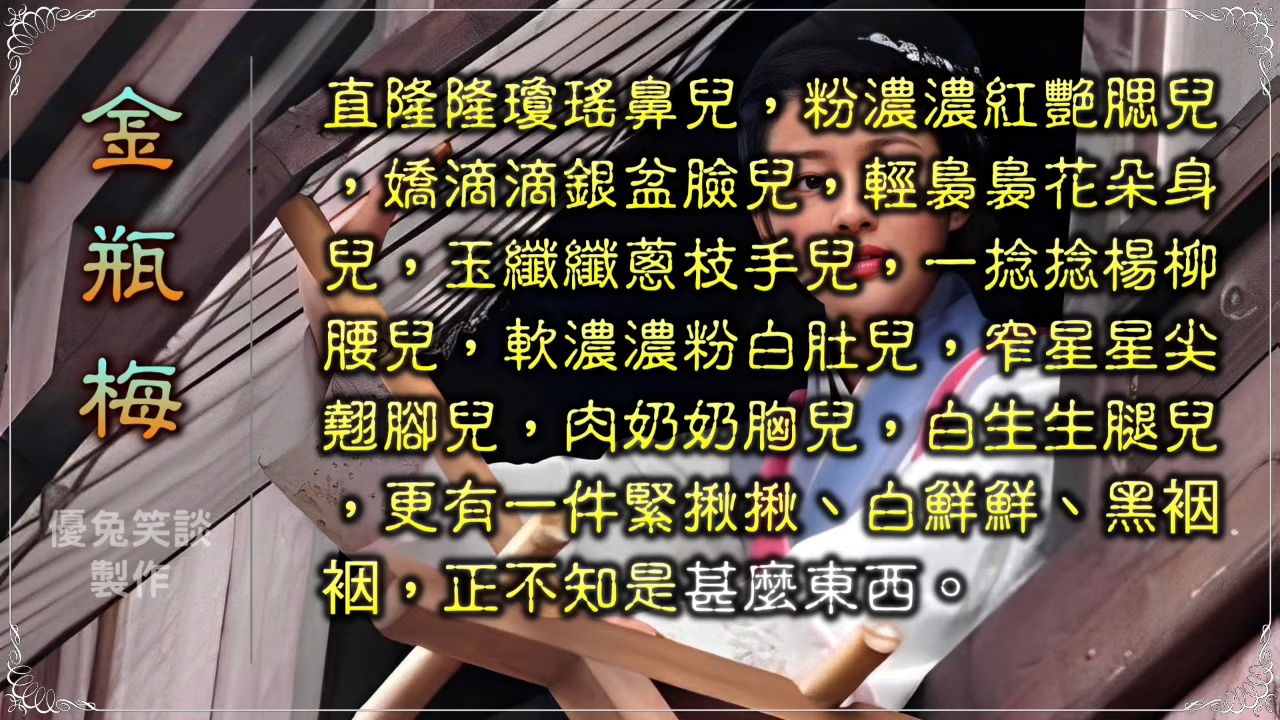 金瓶梅
直隆隆瓊瑤鼻兒，粉濃濃紅艷腮兒
，嬌滴滴銀盆臉兒，輕裊裊花朵身
兒，玉纖纖蔥枝手兒，一捻捻楊柳
腰兒，軟濃濃粉白肚兒，窄星星尖
翹腳兒，肉奶奶胸兒，白生生腿兒
，更有一件緊揪揪、白鮮鮮、黑裀
裀，正不知是甚麼東西。
優兔笑談
製作